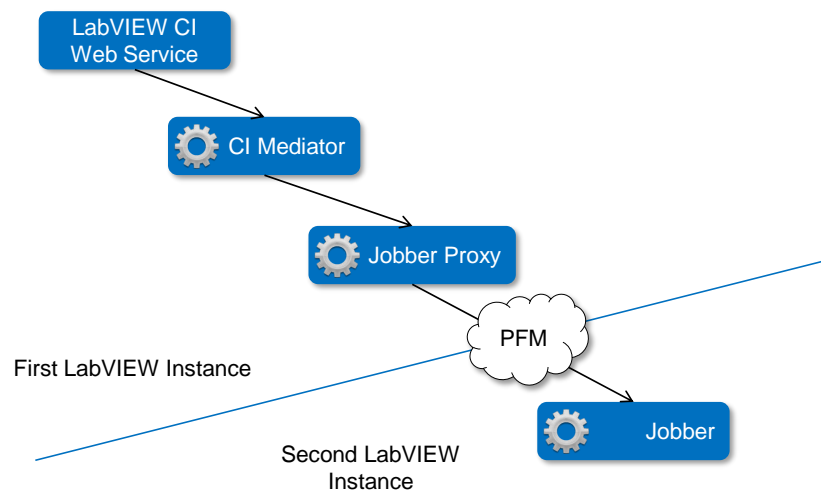 LabVIEW CI
Web Service
CI Mediator
Jobber Proxy
PFM
First LabVIEW Instance
Jobber
Second LabVIEW
Instance